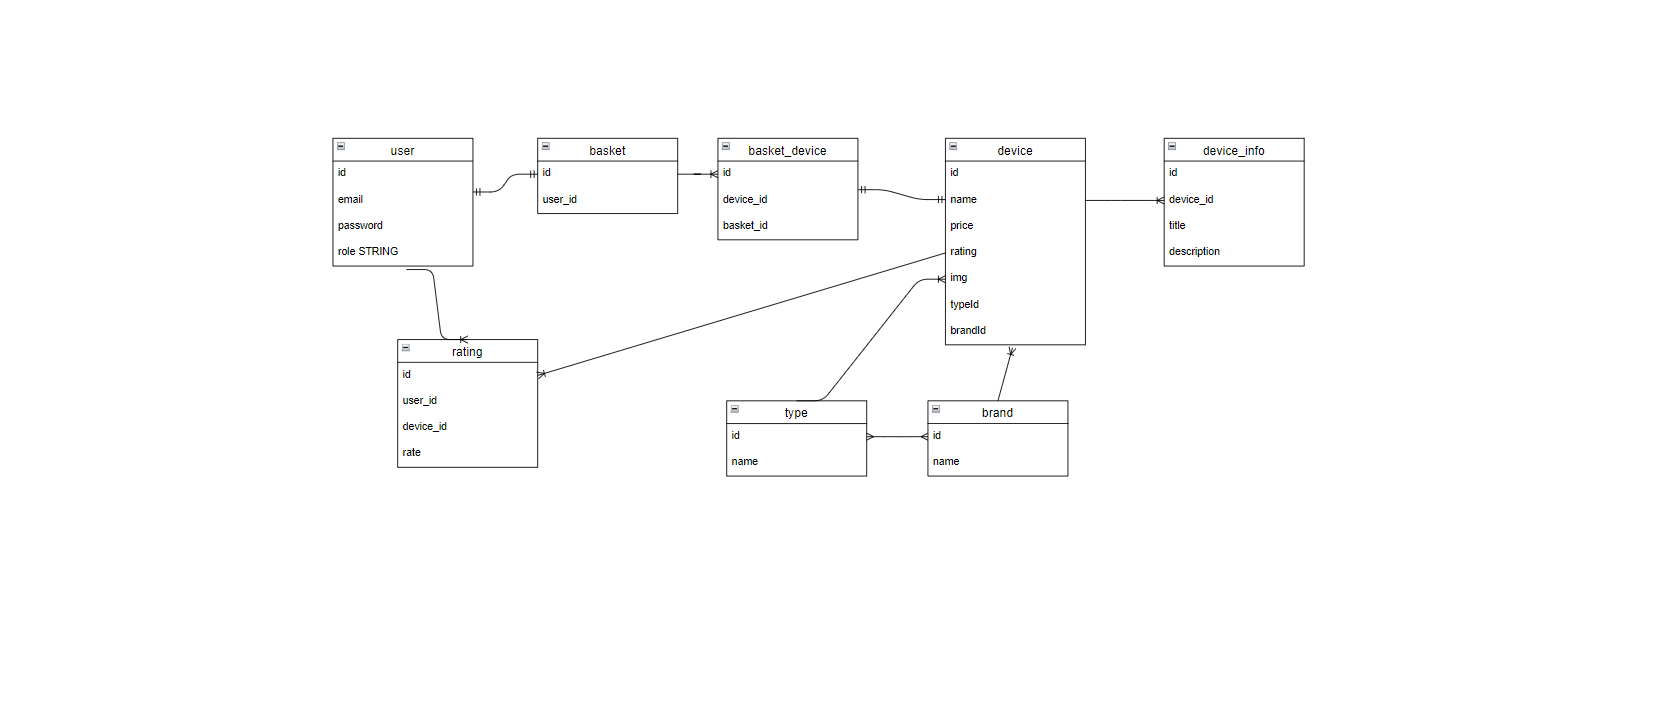 user
id
email
password
role STRING
basket
id
user_id
basket_device
id
device_id
basket_id
device
id
name
price
rating
img
typeId
brandId
device_info
id
device_id
title
description
rating
id
user_id
device_id
rate
type
id
name
brand
id
name